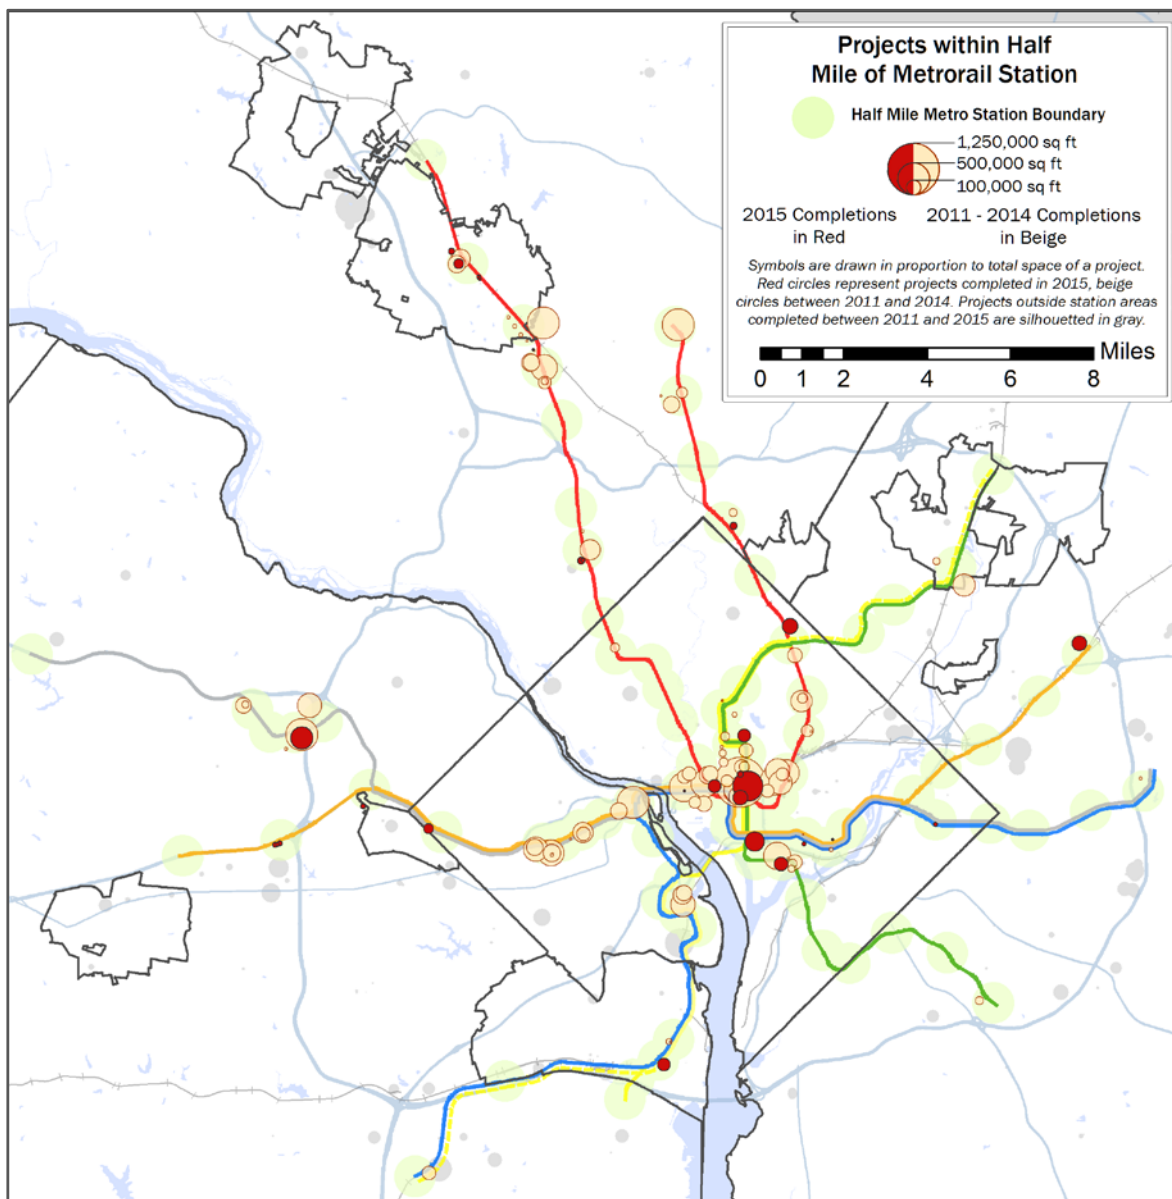 Projects within Half
Mile of Metrorail Station
Half Mile Metro Station Boundary
1,250,000 sq ft
500,000 sq ft
100,000 sq ft
2015 Completions
in Red
2011 - 2014 Completions
in Beige
Symbols are drawn in proportion to total space of a project.
Red circles represent projects completed in 2015, beige
circles between 2011 and 2014. Projects outside station areas
completed between 2011 and 2015 are silhouetted in gray.
Miles
0 1 2 4 6 8